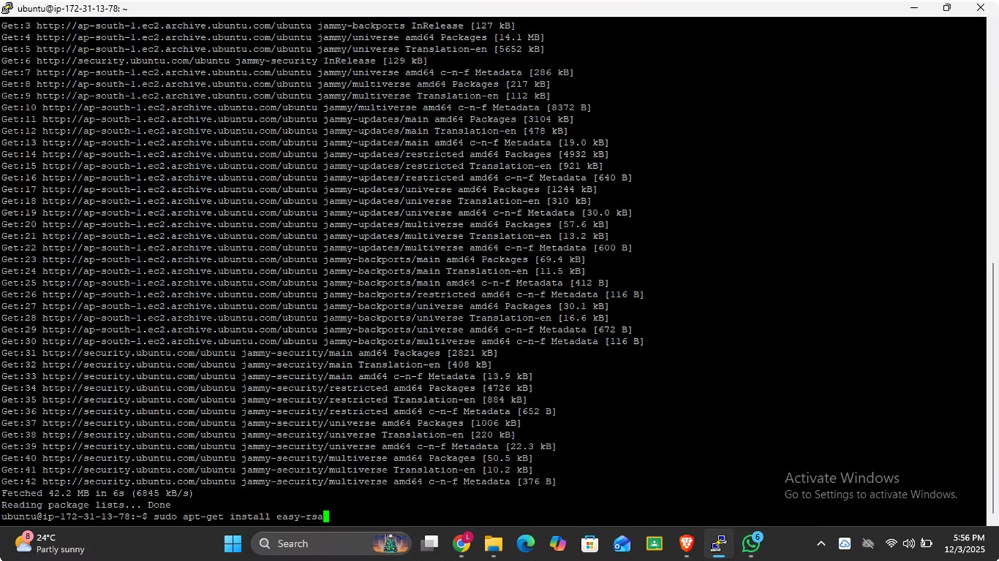 ubuntu@ip-172-31-13-78: ~
Get:3 http://ap-south-1.ec2.archive.ubuntu.com/ubuntu jammy-backports InRelease [127 kB]
Get:4 http://ap-south-1.ec2.archive.ubuntu.com/ubuntu jammy/universe amd64 Packages [14.1 MB]
Get:5 http://ap-south-1.ec2.archive.ubuntu.com/ubuntu jammy/universe Translation-en [5652 kB]
Get:6 http://security.ubuntu.com/ubuntu jammy-security InRelease [129 kB]
Get:7 http://ap-south-1.ec2.archive.ubuntu.com/ubuntu jammy/universe amd64 c-n-f Metadata [286 kB]
Get:8 http://ap-south-1.ec2.archive.ubuntu.com/ubuntu jammy/multiverse amd64 Packages [217 kB]
Get:9 http://ap-south-1.ec2.archive.ubuntu.com/ubuntu jammy/multiverse Translation-en [112 kB]
Get:10 http://ap-south-1.ec2.archive.ubuntu.com/ubuntu jammy/multiverse amd64 c-n-f Metadata [8372 B]
Get:11 http://ap-south-1.ec2.archive.ubuntu.com/ubuntu jammy-updates/main amd64 Packages [3104 kB]
Get:12 http://ap-south-1.ec2.archive.ubuntu.com/ubuntu jammy-updates/main Translation-en [478 kB]
Get:13 http://ap-south-1.ec2.archive.ubuntu.com/ubuntu jammy-updates/main amd64 c-n-f Metadata [19.0 kB]
Get:14 http://ap-south-1.ec2.archive.ubuntu.com/ubuntu jammy-updates/restricted amd64 Packages [4932 kB]
Get:15 http://ap-south-1.ec2.archive.ubuntu.com/ubuntu jammy-updates/restricted Translation-en [921 kB]
Get:16 http://ap-south-1.ec2.archive.ubuntu.com/ubuntu jammy-updates/restricted amd64 c-n-f Metadata [640 B]
Get:17 http://ap-south-1.ec2.archive.ubuntu.com/ubuntu jammy-updates/universe amd64 Packages [1244 kB]
Get:18 http://ap-south-1.ec2.archive.ubuntu.com/ubuntu jammy-updates/universe Translation-en [310 kB]
Get:19 http://ap-south-1.ec2.archive.ubuntu.com/ubuntu jammy-updates/universe amd64 c-n-f Metadata [30.0 kB]
Get:20 http://ap-south-1.ec2.archive.ubuntu.com/ubuntu jammy-updates/multiverse amd64 Packages [57.6 kB]
Get:21 http://ap-south-1.ec2.archive.ubuntu.com/ubuntu jammy-updates/multiverse Translation-en [13.2 kB]
Get:22 http://ap-south-1.ec2.archive.ubuntu.com/ubuntu jammy-updates/multiverse amd64 c-n-f Metadata [600 B]
Get:23 http://ap-south-1.ec2.archive.ubuntu.com/ubuntu jammy-backports/main amd64 Packages [69.4 kB]
Get:24 http://ap-south-1.ec2.archive.ubuntu.com/ubuntu jammy-backports/main Translation-en [11.5 kB]
Get:25 http://ap-south-1.ec2.archive.ubuntu.com/ubuntu jammy-backports/main amd64 c-n-f Metadata [412 B]
Get:26 http://ap-south-1.ec2.archive.ubuntu.com/ubuntu jammy-backports/restricted amd64 c-n-f Metadata [116 B]
Get:27 http://ap-south-1.ec2.archive.ubuntu.com/ubuntu jammy-backports/universe amd64 Packages [30.1 kB]
Get:28 http://ap-south-1.ec2.archive.ubuntu.com/ubuntu jammy-backports/universe Translation-en [16.6 kB]
Get:29 http://ap-south-1.ec2.archive.ubuntu.com/ubuntu jammy-backports/universe amd64 c-n-f Metadata [672 B]
Get:30 http://ap-south-1.ec2.archive.ubuntu.com/ubuntu jammy-backports/multiverse amd64 c-n-f Metadata [116 B]
Get:31 http://security.ubuntu.com/ubuntu jammy-security/main amd64 Packages [2821 kB]
Get:32 http://security.ubuntu.com/ubuntu jammy-security/main Translation-en [408 kB]
Get:33 http://security.ubuntu.com/ubuntu jammy-security/main amd64 c-n-f Metadata [13.9 kB]
Get:34 http://security.ubuntu.com/ubuntu jammy-security/restricted amd64 Packages [4726 kB]
Get:35 http://security.ubuntu.com/ubuntu jammy-security/restricted Translation-en [884 kB]
Get:36 http://security.ubuntu.com/ubuntu jammy-security/restricted amd64 c-n-f Metadata [652 B]
Get:37 http://security.ubuntu.com/ubuntu jammy-security/universe amd64 Packages [1006 kB]
Get:38 http://security.ubuntu.com/ubuntu jammy-security/universe Translation-en [220 kB]
Get:39 http://security.ubuntu.com/ubuntu jammy-security/universe amd64 c-n-f Metadata [22.3 kB]
Get:40 http://security.ubuntu.com/ubuntu jammy-security/multiverse amd64 Packages [50.5 kB]
Get:41 http://security.ubuntu.com/ubuntu jammy-security/multiverse Translation-en [10.2 kB]
Get:42 http://security.ubuntu.com/ubuntu jammy-security/multiverse amd64 c-n-f Metadata [376 B]
Fetched 42.2 MB in 6s (6845 kB/s)
Reading package lists... Done
ubuntu@ip-172-31-13-78:~$ sudo apt-get install easy-rsa
Activate Windows
Go to Settings to activate Windows.
8
24°C
Partly sunny
Search
L
6
5:56 PM
12/3/2025